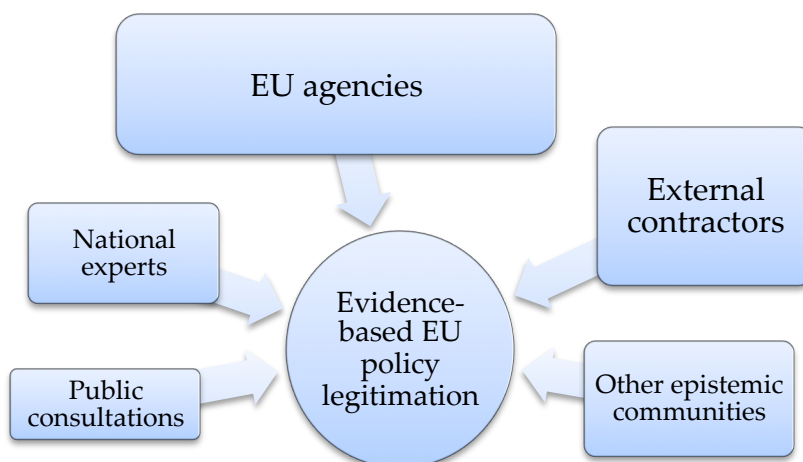 EU agencies
External
contractors
National
experts
Evidence-
based EU
policy
legitimation
Public
consultations
Other epistemic
communities